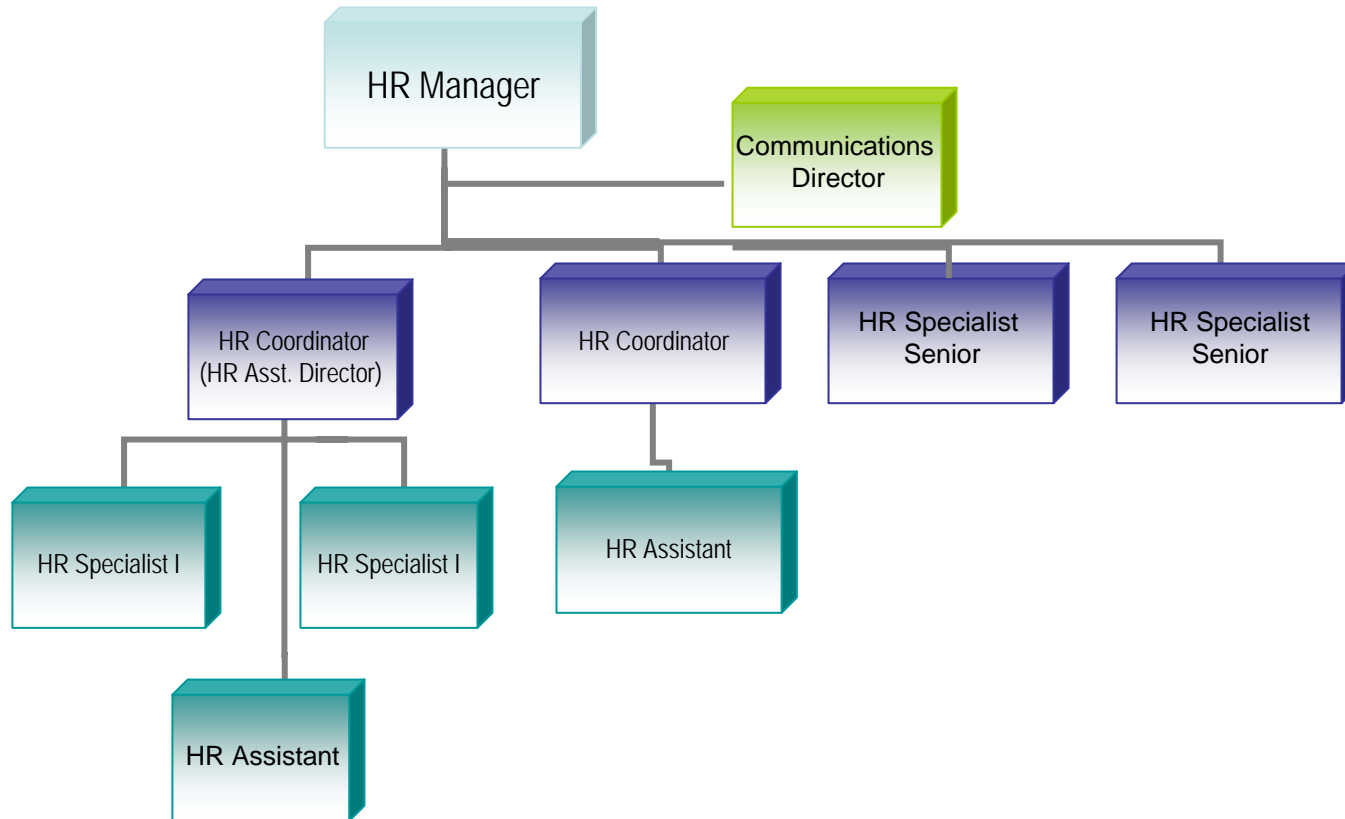 HR Manager
Communications
Director
HR Coordinator
(HR Asst. Director)
HR Coordinator
HR Specialist
Senior
HR Specialist
Senior
HR Specialist I
HR Specialist I
HR Assistant
HR Assistant